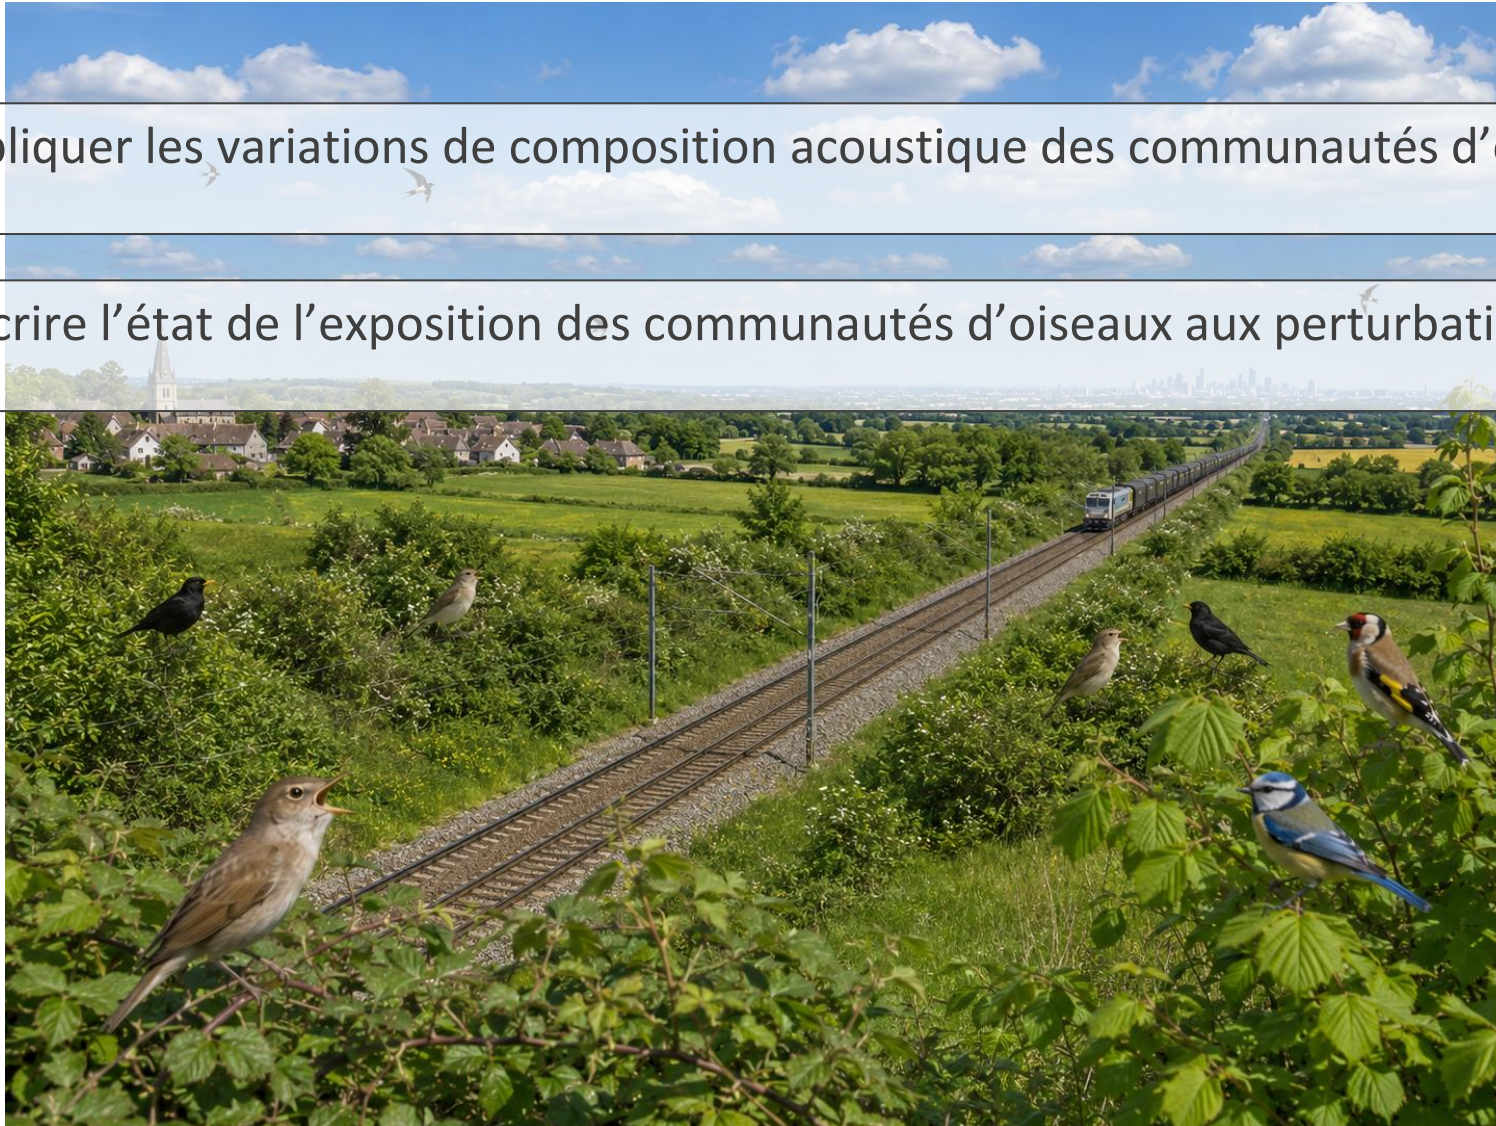 pliquer les variations de composition acoustique des communautés d’
crire l’état de l’exposition des communautés d’oiseaux aux perturbati